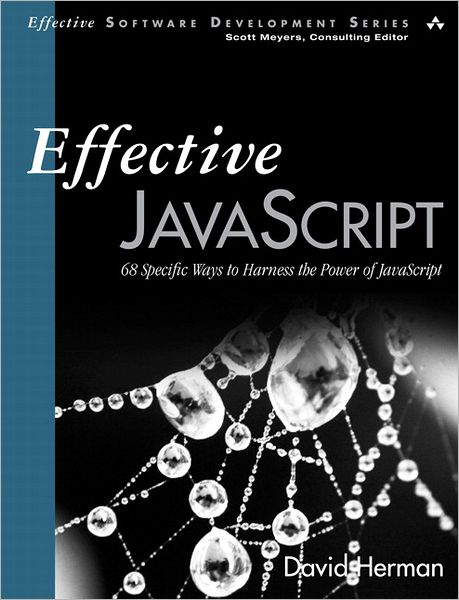 Effective Software Development Series
Scott Meyers, Consulting Editor
Effective
JavaScript
68 Specific Ways to Harness the Power of JavaScript
David Herman